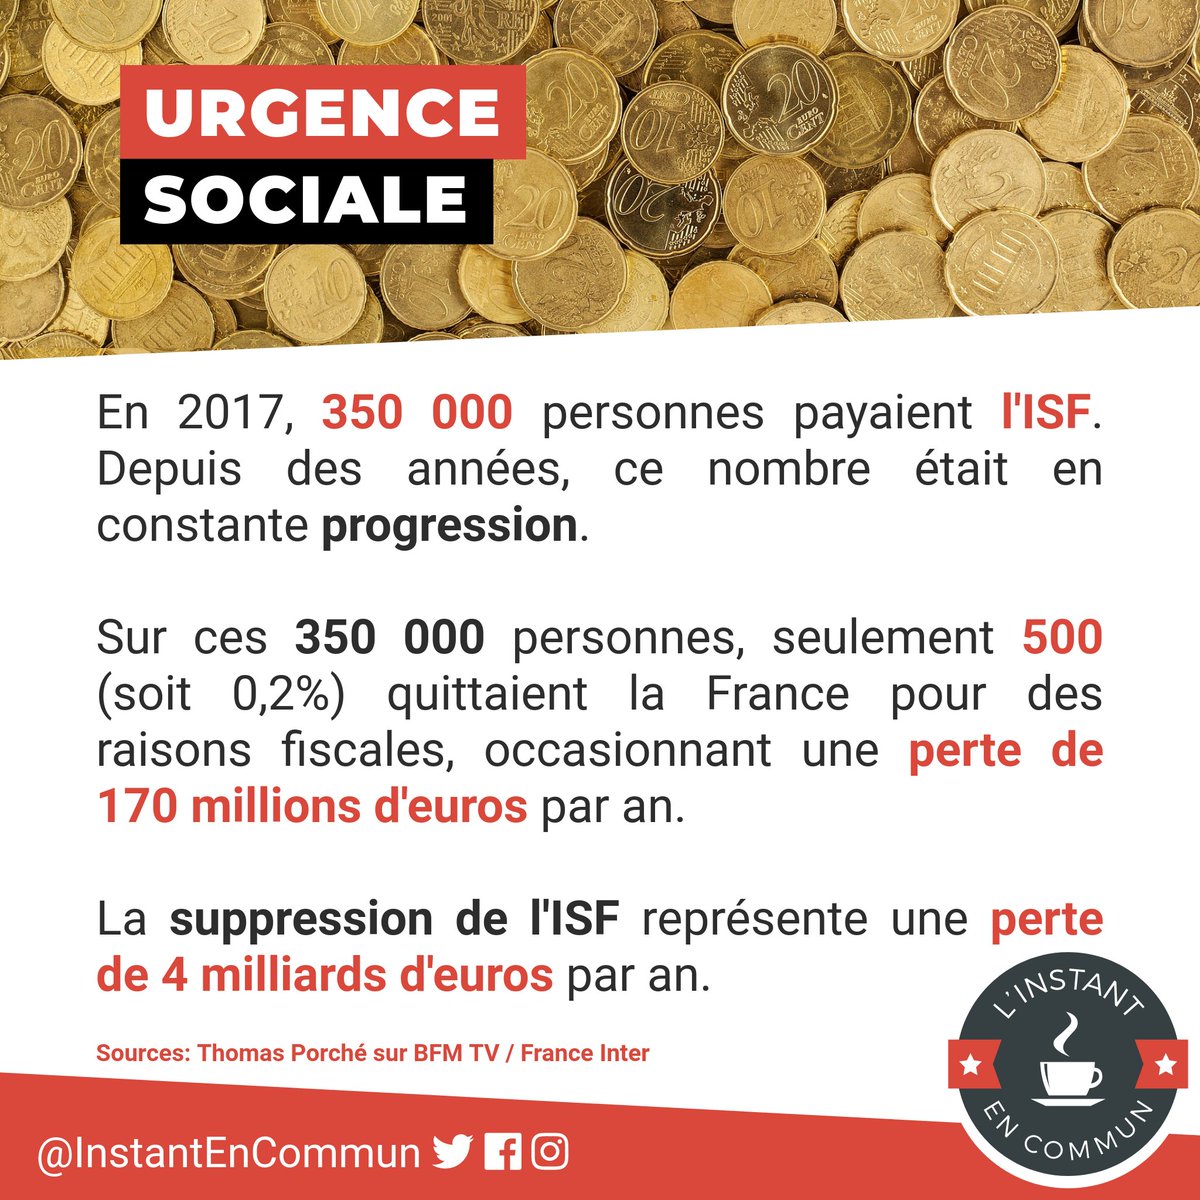 URGENCE
SOCIALE
En 2017, 350 000 personnes payaient l'ISF.
Depuis des années, ce nombre était en
constante progression.
Sur ces 350 000 personnes, seulement 500
(soit 0,2%) quittaient la France pour des
raisons fiscales, occasionnant une perte de
170 millions d'euros par an.
La suppression de l'ISF représente une perte
de 4 milliards d'euros par an.
Sources: Thomas Porché sur BFM TV / France Inter
L'INSTANT
EN COMMUN
@InstantEnCommun